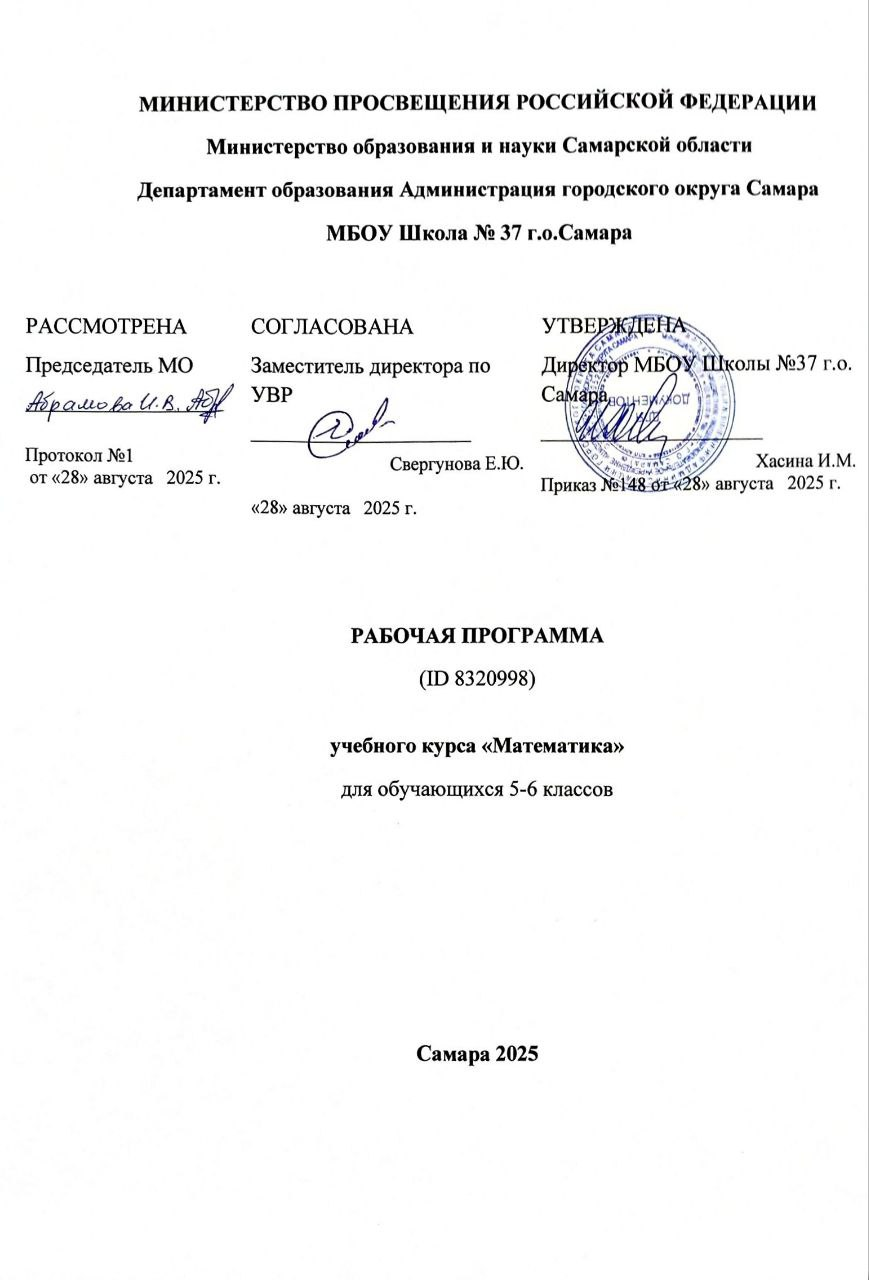 МИНИСТЕРСТВО ПРОСВЕЩЕНИЯ РОССИЙСКОЙ ФЕДЕРАЦИИ
Министерство образования и науки Самарской области
Департамент образования Администрация городского округа Самара
МБОУ Школа № 37 г.о.Самара
РАССМОТРЕНА
Председатель МО
Абрамова И.В.
Протокол №1
от «28» августа 2025 г.
СОГЛАСОВАНА
Заместитель директора по
УВР
Свергунова Е.Ю.
«28» августа 2025 г.
УТВЕРЖДЕНА
Директор МБОУ Школы №37 г.о.
Самара
ДЛЯ
ДОКУМЕНТОВ
Хасина И.М.
Приказ №148 от «28» августа 2025 г.
РАБОЧАЯ ПРОГРАММА
(ID 8320998)
учебного курса «Математика»
для обучающихся 5-6 классов
Самара 2025